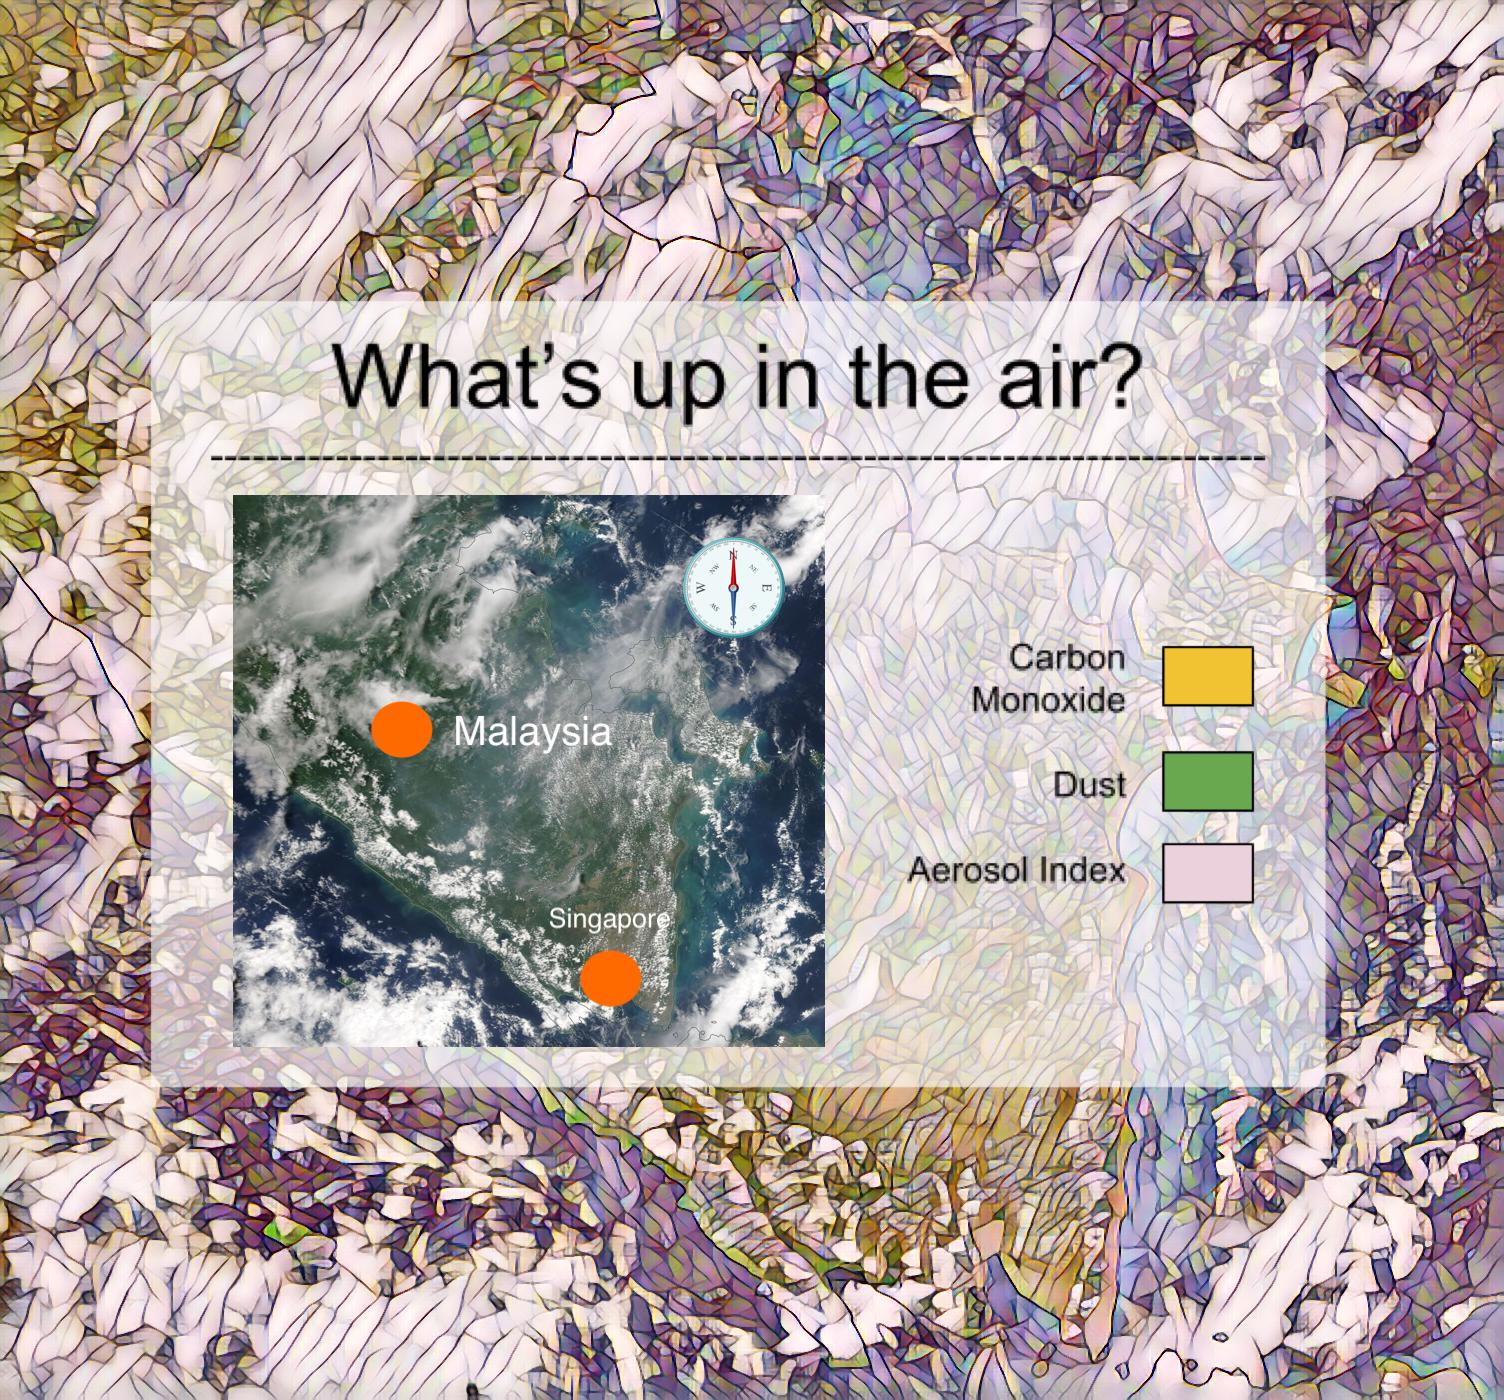 What's up in the air?
N
NW
NE
W
E
SW
SE
S
Malaysia
Singapore
Carbon
Monoxide
Dust
Aerosol Index